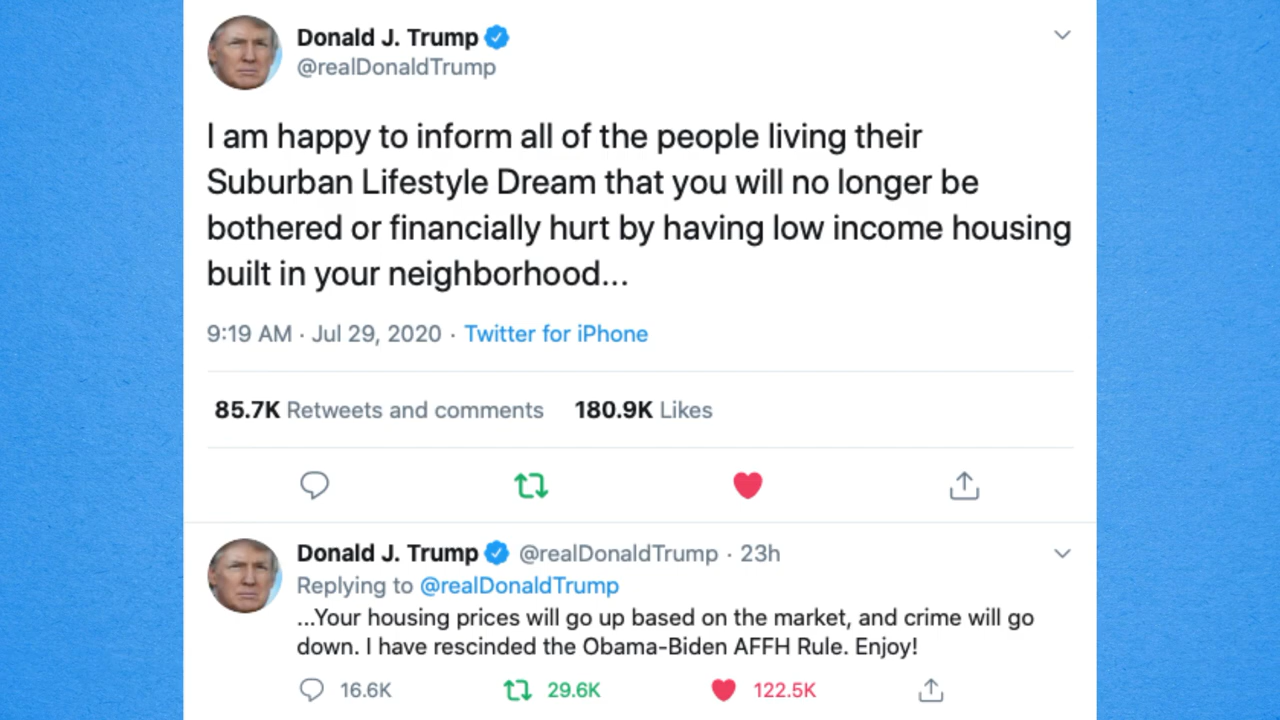 Donald J. Trump
@realDonaldTrump
I am happy to inform all of the people living their
Suburban Lifestyle Dream that you will no longer be
bothered or financially hurt by having low income housing
built in your neighborhood...
9:19 AM · Jul 29, 2020 · Twitter for iPhone
85.7K Retweets and comments 180.9K Likes
Donald J. Trump @realDonaldTrump · 23h
Replying to @realDonaldTrump
...Your housing prices will go up based on the market, and crime will go
down. I have rescinded the Obama-Biden AFFH Rule. Enjoy!
16.6K 29.6K 122.5K